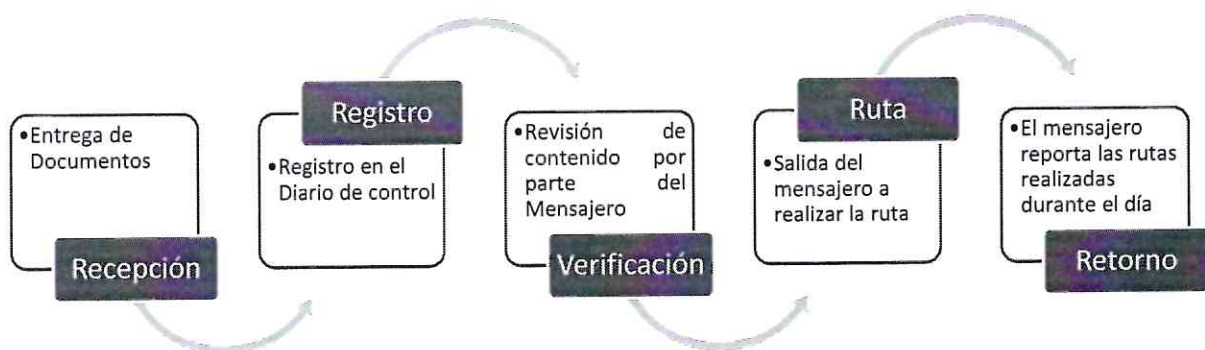 •Entrega de
Documentos
Recepción
Registro
•Registro en el
Diario de control
•Revisión de
contenido por
parte del
Mensajero
Verificación
Ruta
•Salida del
mensajero a
realizar la ruta
•El mensajero
reporta las rutas
realizadas
durante el día
Retorno